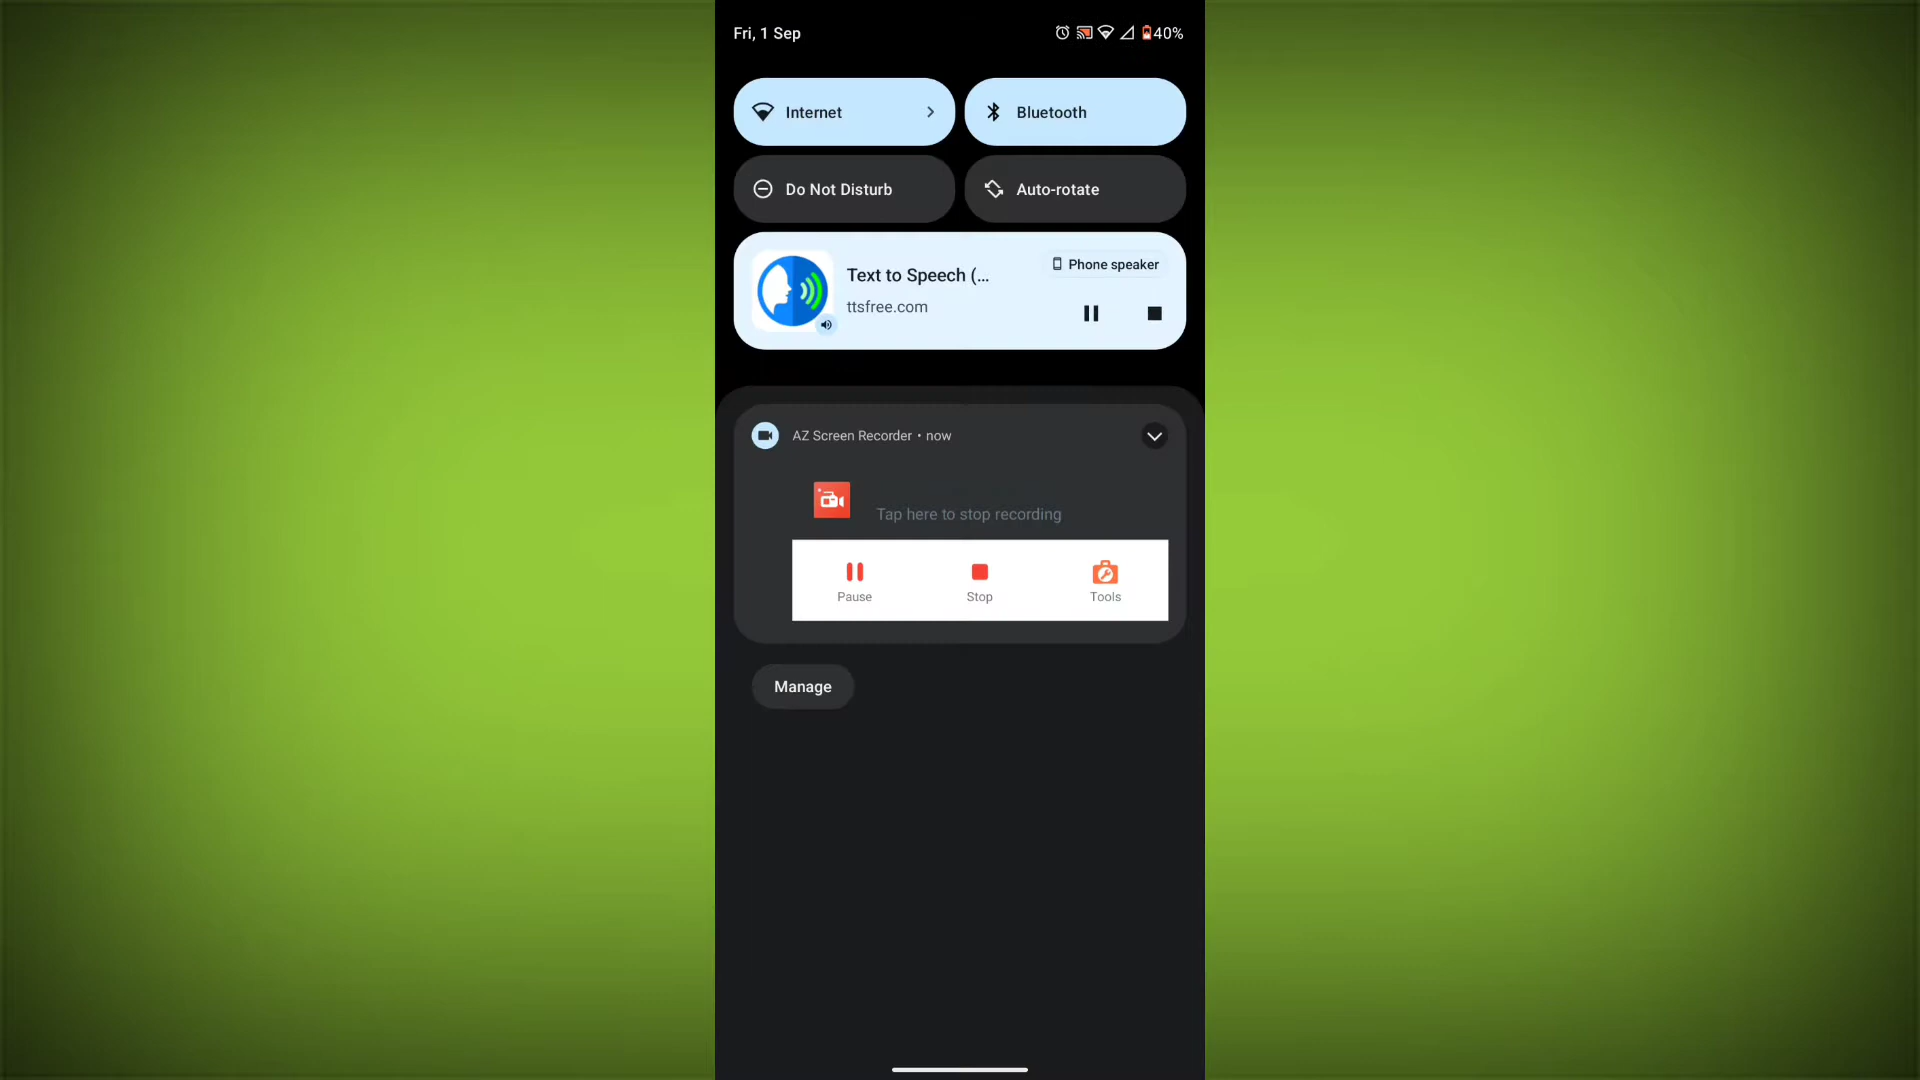 Fri, 1 Sep
40%
Internet
Bluetooth
Do Not Disturb
Auto-rotate
Text to Speech (...
Phone speaker
ttsfree.com
AZ Screen Recorder • now
Tap here to stop recording
Pause
Stop
Tools
Manage